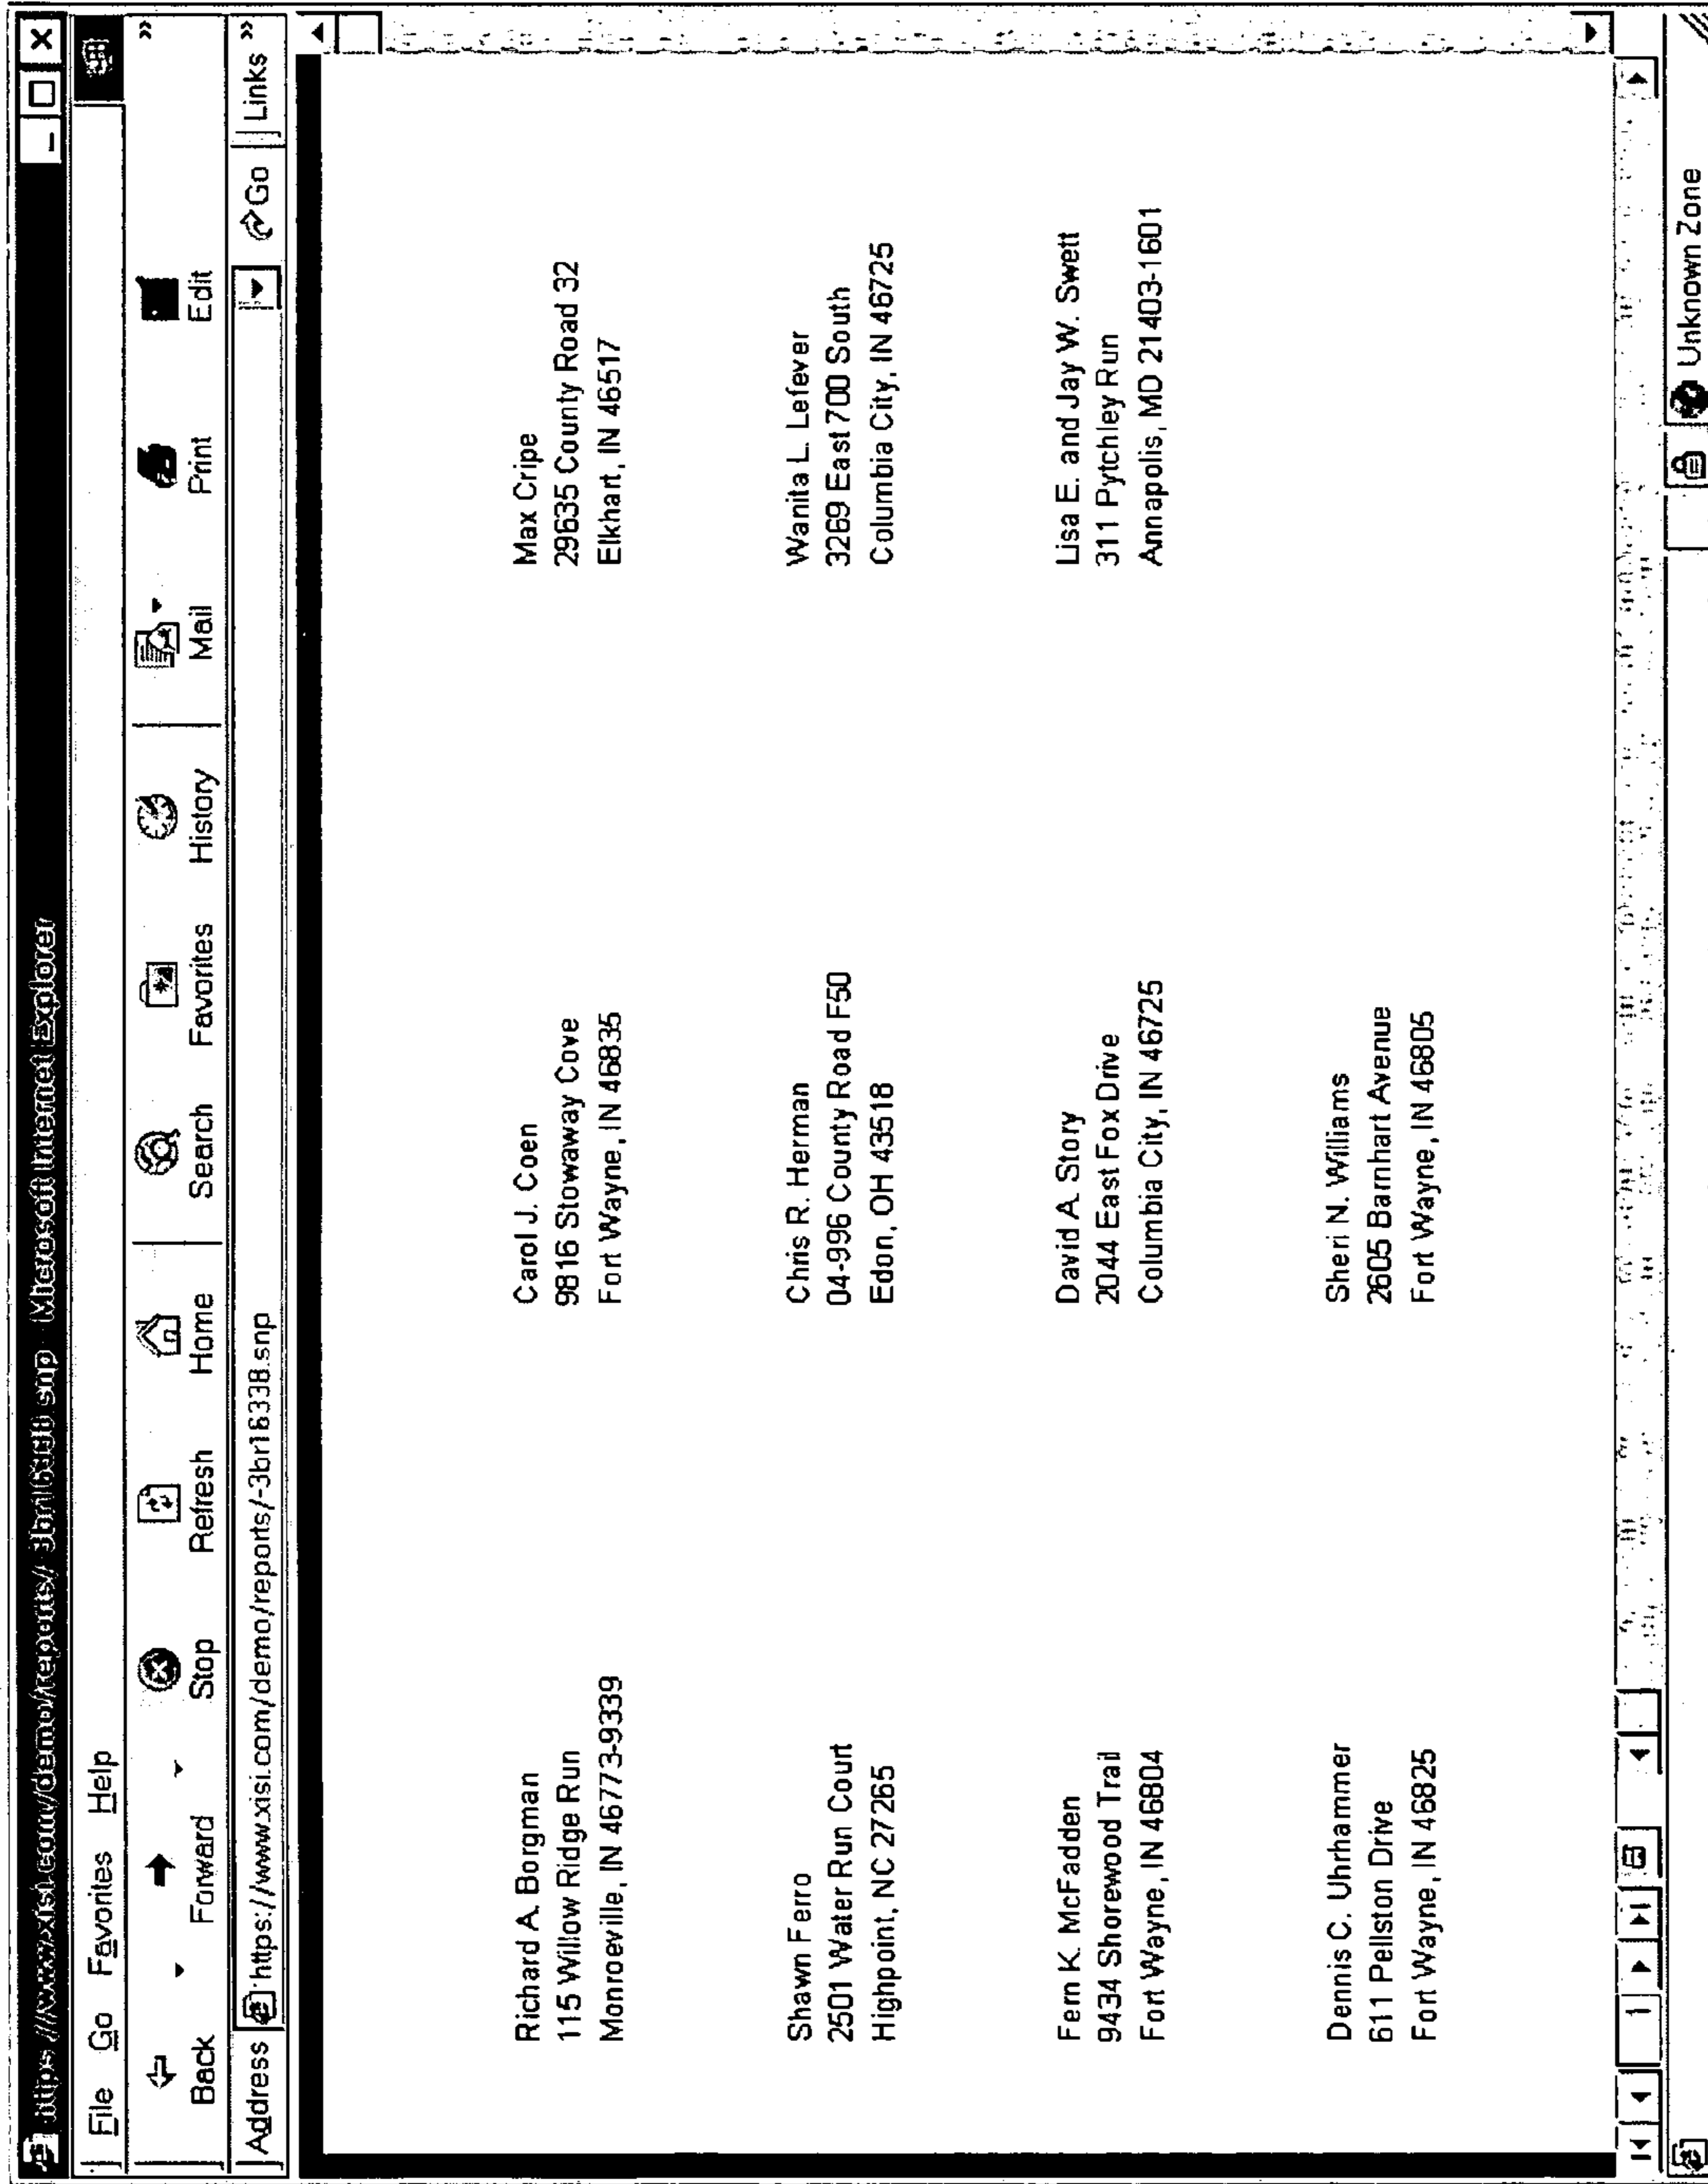 https://www.xisi.com/demo/reports/-3br16338.snp - Microsoft Internet Explorer
File Go Favorites Help
Back Forward Stop Refresh Home Search Favorites History Mail Print Edit »
Address https://www.xisi.com/demo/reports/-3br16338.snp Go Links »
Richard A. Borgman
115 Willow Ridge Run
Monroeville, IN 46773-9339
Carol J. Coen
9816 Stowaway Cove
Fort Wayne, IN 46835
Max Cripe
29635 County Road 32
Elkhart, IN 46517
Shawn Ferro
2501 Water Run Court
Highpoint, NC 27265
Chris R. Herman
04-996 County Road F50
Edon, OH 43518
Wanita L. Lefever
3269 East 700 South
Columbia City, IN 46725
Fern K. McFadden
9434 Shorewood Trail
Fort Wayne, IN 46804
David A. Story
2044 East Fox Drive
Columbia City, IN 46725
Lisa E. and Jay W. Swett
311 Pytchley Run
Annapolis, MD 21403-1601
Dennis C. Uhrhammer
611 Pellston Drive
Fort Wayne, IN 46825
Sheri N. Williams
2605 Barnhart Avenue
Fort Wayne, IN 46805
1
Unknown Zone